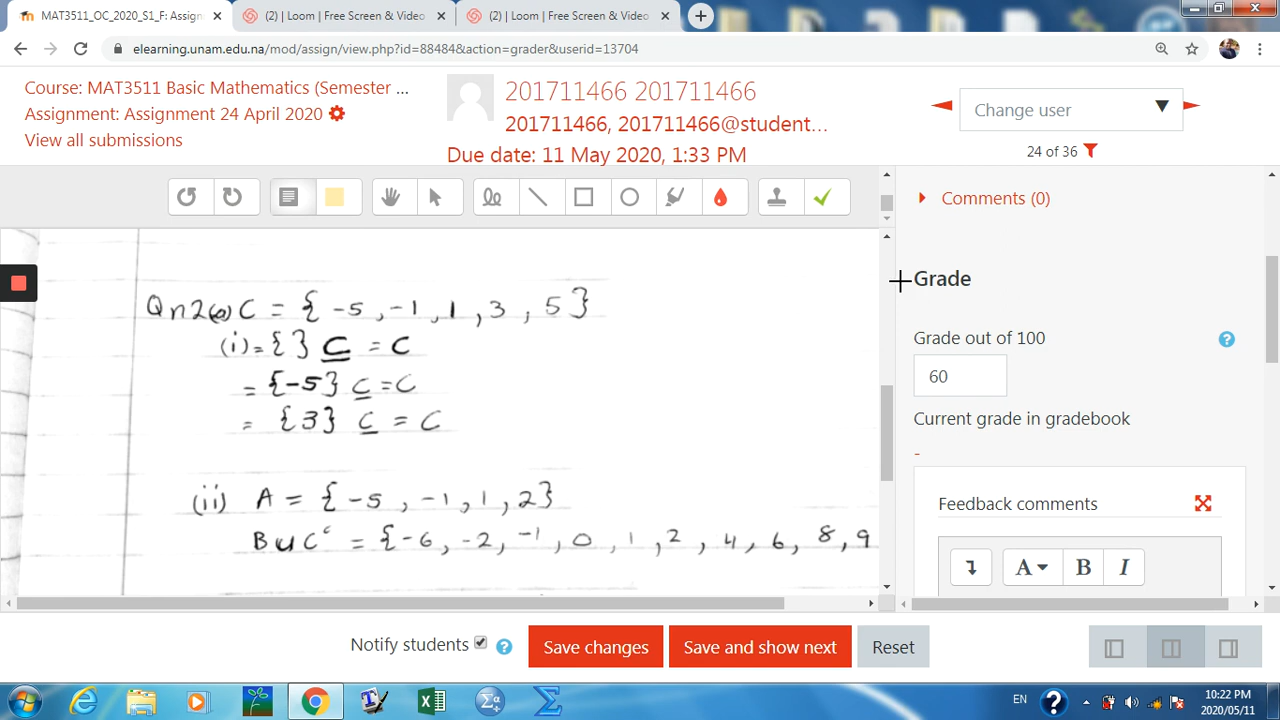 MAT3511_OC_2020_S1_F: Assign
(2) | Loom | Free Screen & Video
(2) | Loom | Free Screen & Video
elearning.unam.edu.na/mod/assign/view.php?id=88484&action=grader&userid=13704
Course: MAT3511 Basic Mathematics (Semester ...
Assignment: Assignment 24 April 2020
View all submissions
201711466 201711466
201711466, 201711466@student...
Due date: 11 May 2020, 1:33 PM
Change user
24 of 36
Comments (0)
Grade
Grade out of 100
60
Current grade in gradebook
-
Feedback comments
A B I
Qn2(a) C = { -5 , -1 , 1 , 3 , 5 }
(i) = { } C = C
= {-5} C = C
= {3} C = C
(ii) A = { -5 , -1 , 1 , 2}
B u Cᶜ = {-6, -2, -1, 0, 1, 2, 4, 6, 8, 9
Notify students
Save changes
Save and show next
Reset
EN
10:22 PM
2020/05/11